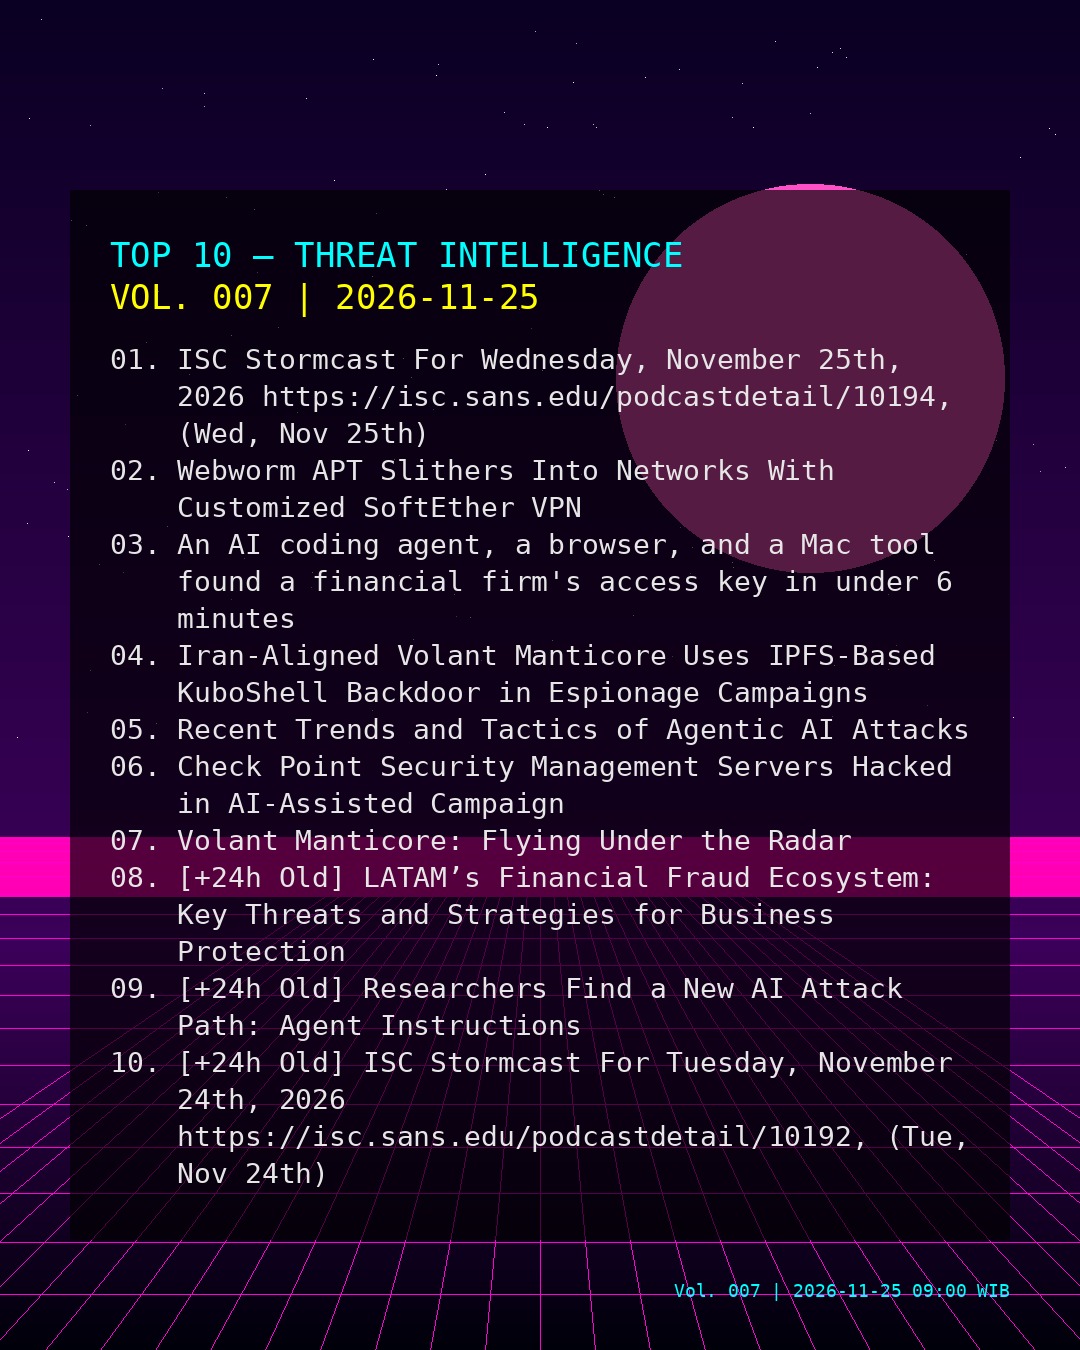 TOP 10 — THREAT INTELLIGENCE
VOL. 007 | 2026-11-25
01. ISC Stormcast For Wednesday, November 25th,
2026 https://isc.sans.edu/podcastdetail/10194,
(Wed, Nov 25th)
02. Webworm APT Slithers Into Networks With
Customized SoftEther VPN
03. An AI coding agent, a browser, and a Mac tool
found a financial firm's access key in under 6
minutes
04. Iran-Aligned Volant Manticore Uses IPFS-Based
KuboShell Backdoor in Espionage Campaigns
05. Recent Trends and Tactics of Agentic AI Attacks
06. Check Point Security Management Servers Hacked
in AI-Assisted Campaign
07. Volant Manticore: Flying Under the Radar
08. [+24h Old] LATAM’s Financial Fraud Ecosystem:
Key Threats and Strategies for Business
Protection
09. [+24h Old] Researchers Find a New AI Attack
Path: Agent Instructions
10. [+24h Old] ISC Stormcast For Tuesday, November
24th, 2026
https://isc.sans.edu/podcastdetail/10192, (Tue,
Nov 24th)
Vol. 007 | 2026-11-25 09:00 WIB